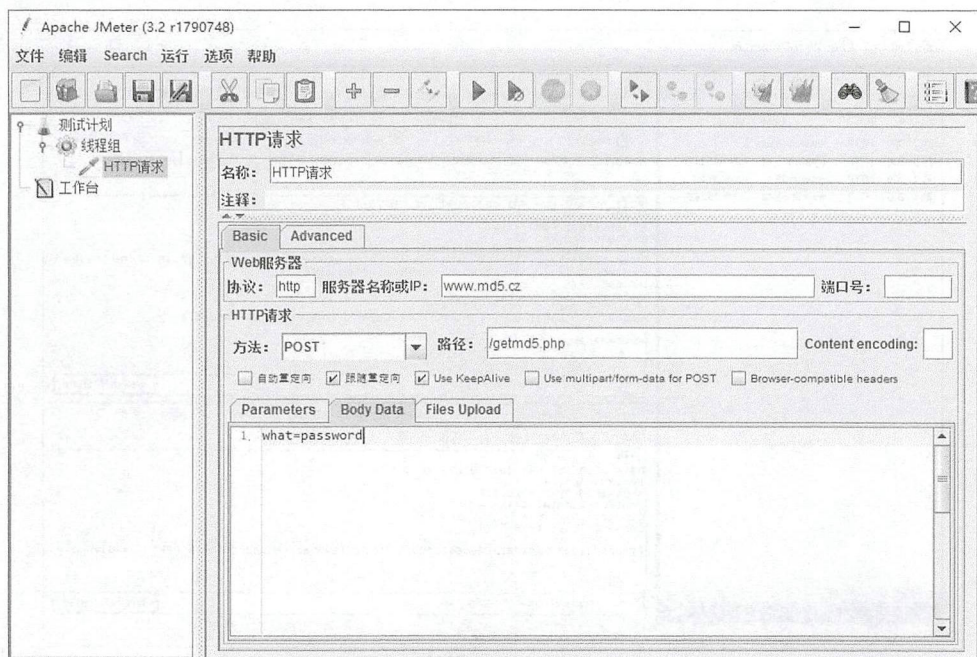 Apache JMeter (3.2 r1790748)
文件 编辑 Search 运行 选项 帮助
测试计划
线程组
HTTP请求
工作台
HTTP请求
名称： HTTP请求
注释：
Basic Advanced
Web服务器
协议： http 服务器名称或IP： www.md5.cz 端口号：
HTTP请求
方法： POST 路径： /getmd5.php Content encoding:
自动重定向 跟随重定向 Use KeepAlive Use multipart/form-data for POST Browser-compatible headers
Parameters Body Data Files Upload
1、 what=password